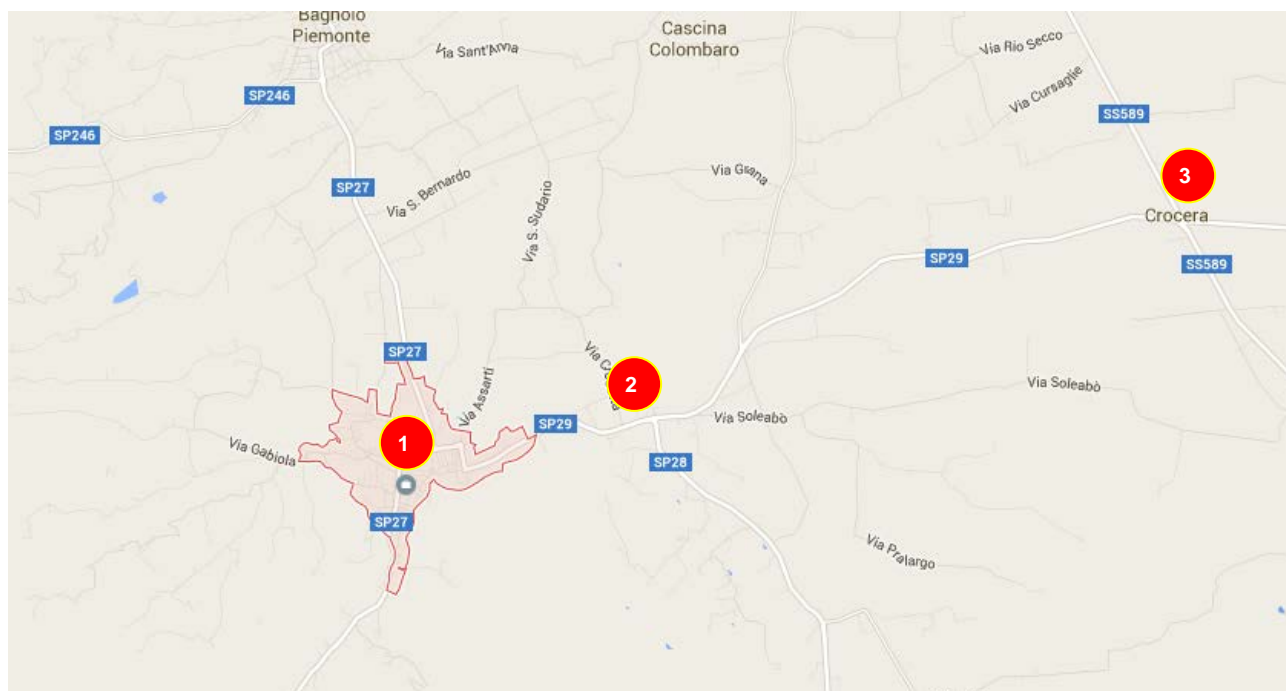 Bagnolo
Piemonte
Cascina
Colombaro
Via Sant'Anna
Via Rio Secco
Via Cursaglie
SP246
SS589
SP246
Via Grana
3
SP27
Via S. Bernardo
Via S. Sudario
Crocera
SP29
SS589
SP27
Via
2
Via Soleabò
Via Assarti
Via Soleabò
SP29
1
Via Gabiola
SP28
SP27
Via Pralargo